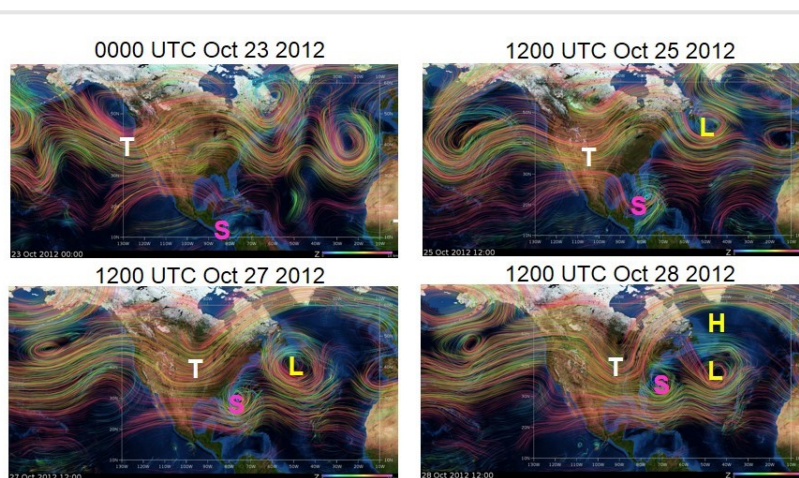 0000 UTC Oct 23 2012
1200 UTC Oct 25 2012
T
S
23 Oct 2012 00:00
Z
L
T
S
25 Oct 2012 12:00
Z
1200 UTC Oct 27 2012
1200 UTC Oct 28 2012
T
L
S
27 Oct 2012 12:00
Z
H
T
L
S
28 Oct 2012 12:00
Z